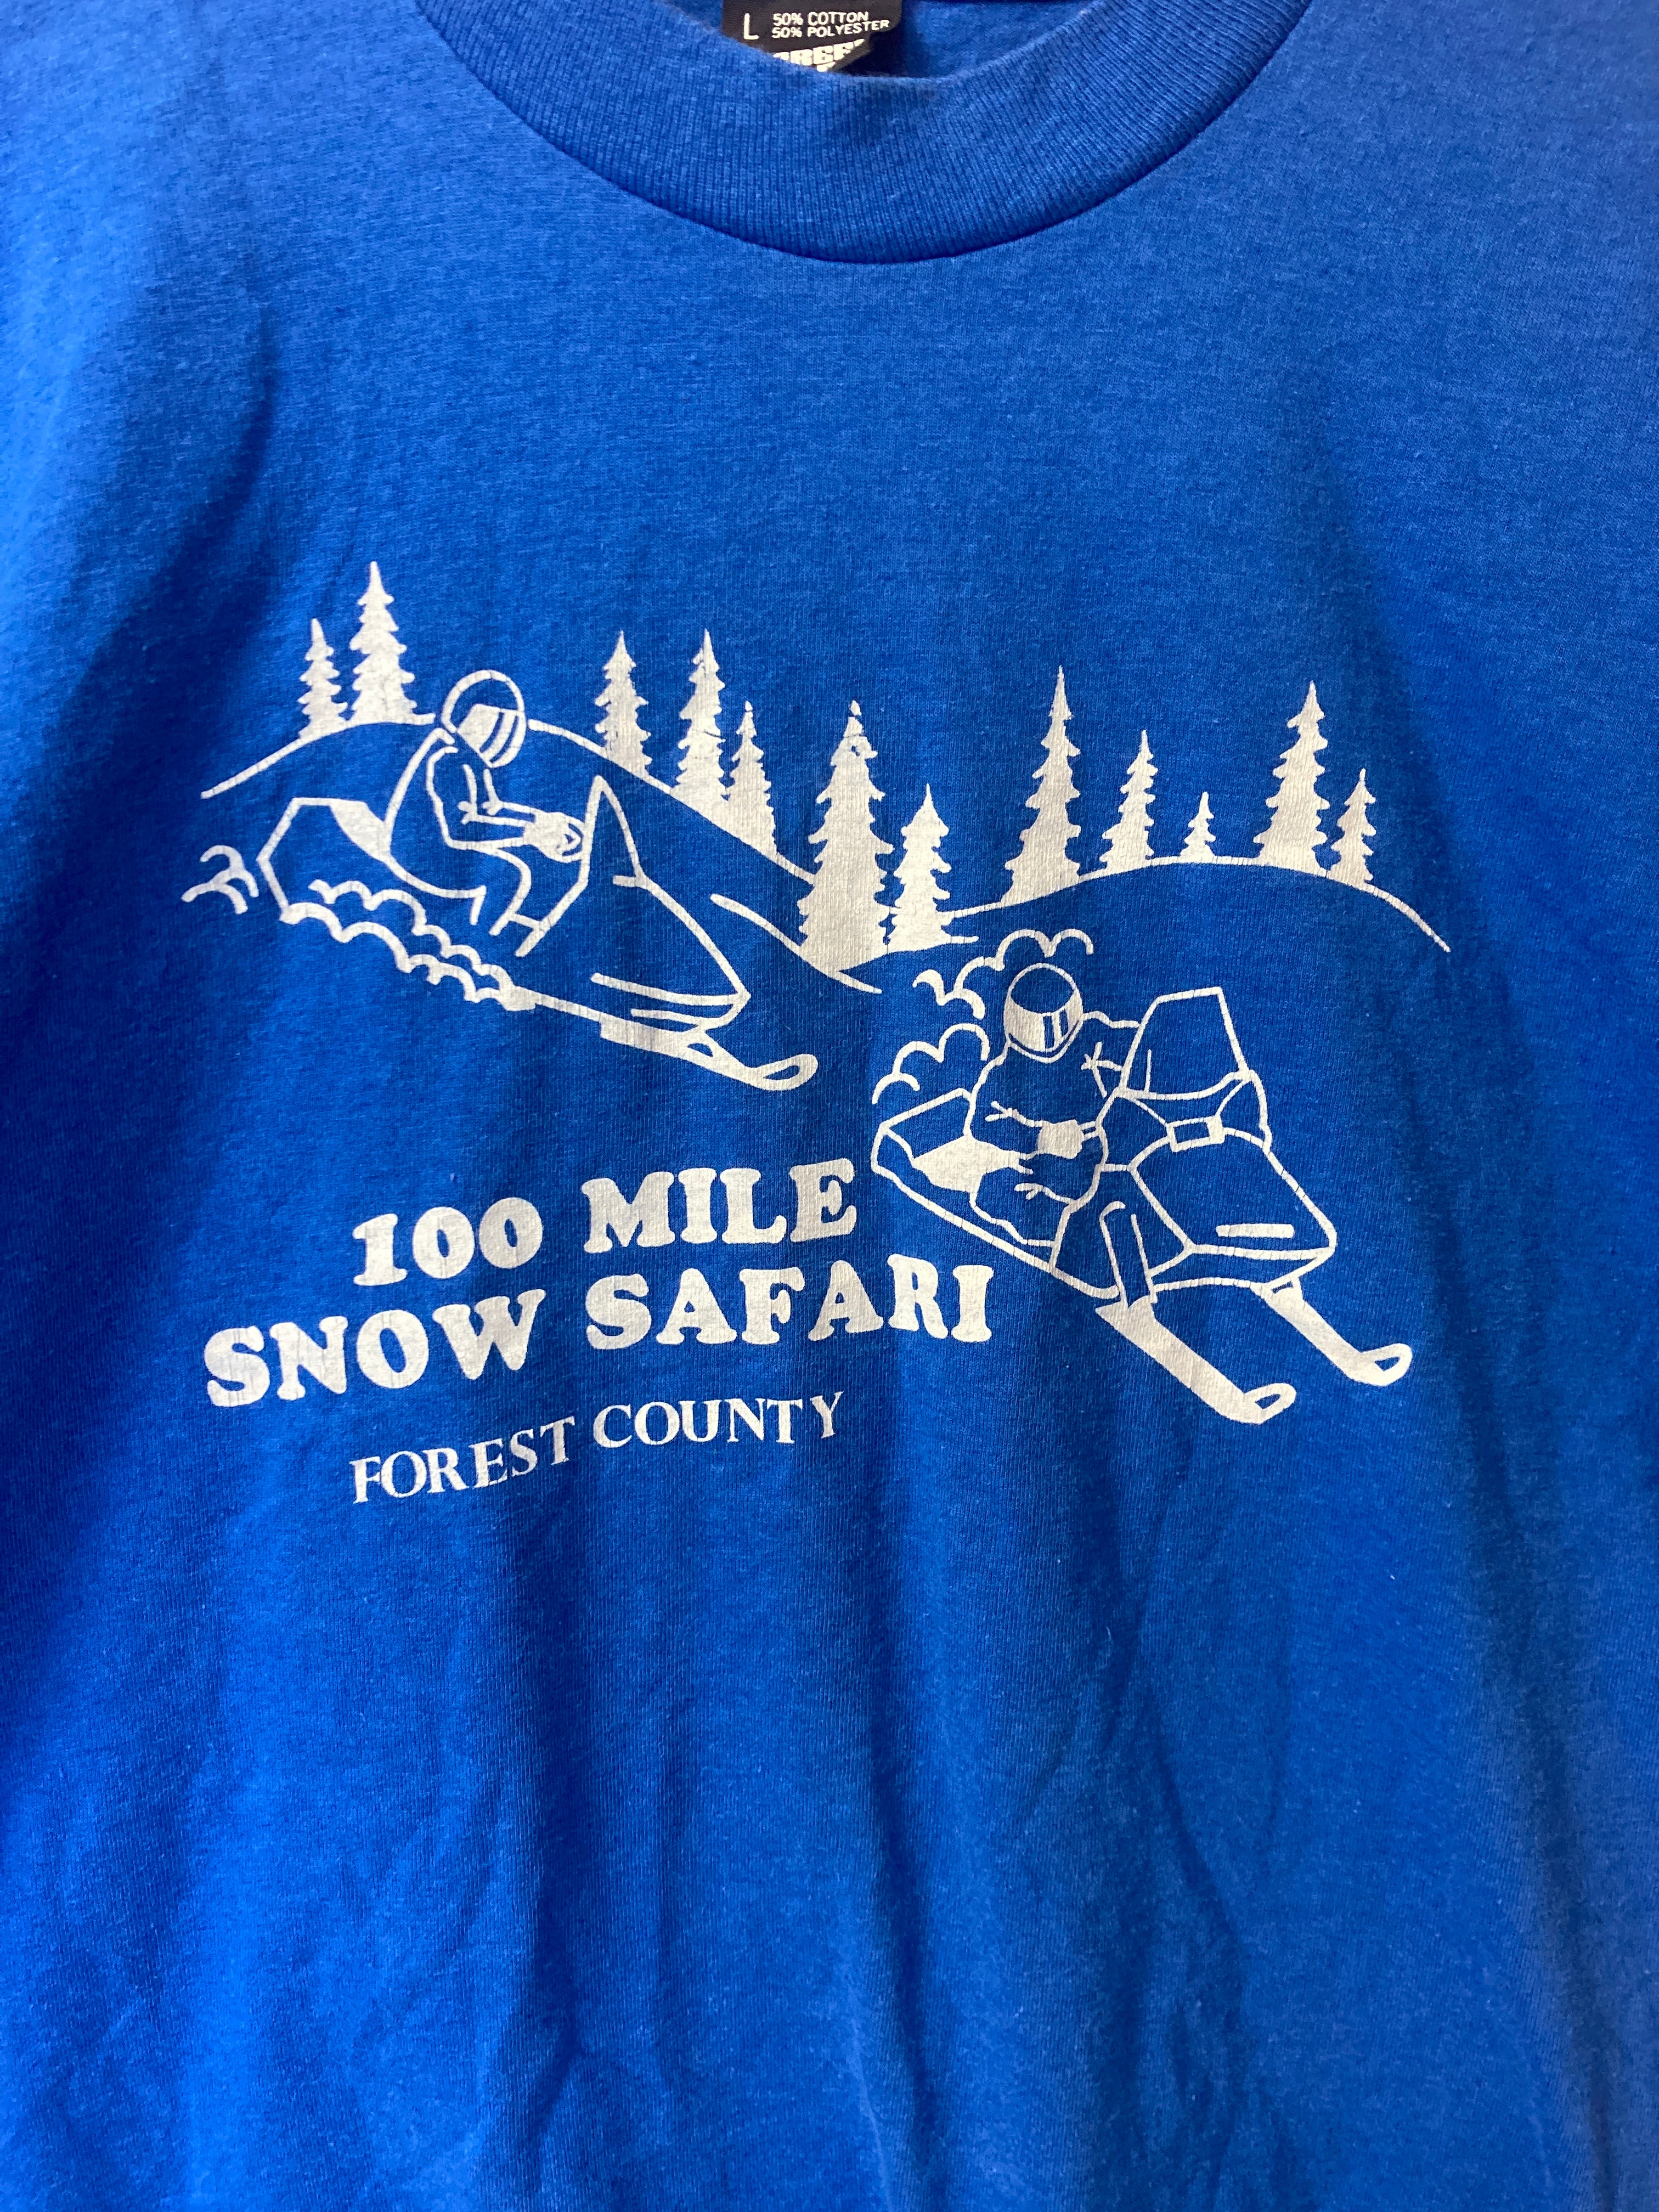 L 50% COTTON
50% POLYESTER
100 MILE
SNOW SAFARI
FOREST COUNTY